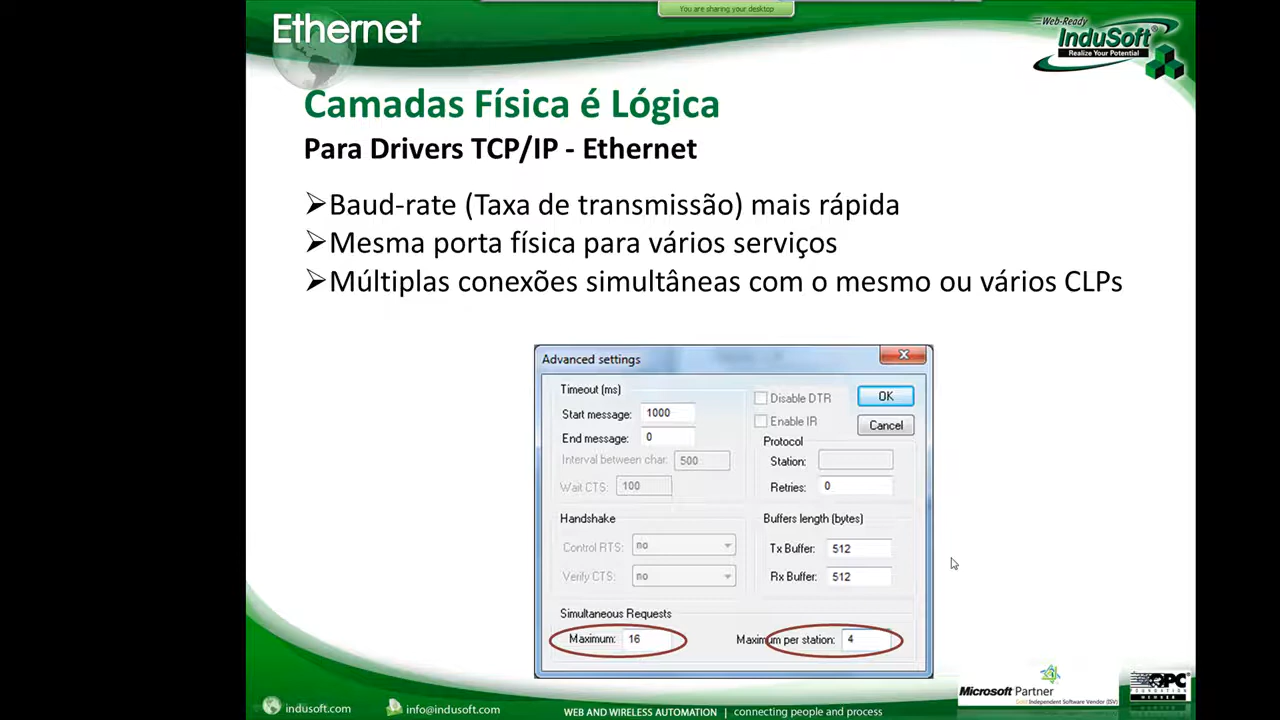 You are sharing your desktop
Ethernet
Web-Ready
InduSoft
Realize Your Potential
Camadas Física é Lógica
Para Drivers TCP/IP - Ethernet
Baud-rate (Taxa de transmissão) mais rápida
Mesma porta física para vários serviços
Múltiplas conexões simultâneas com o mesmo ou vários CLPs
Advanced settings
Timeout (ms)
Start message: 1000
End message: 0
Interval between char: 500
Wait CTS: 100
Disable DTR
Enable IR
OK
Cancel
Protocol
Station:
Retries: 0
Handshake
Control RTS: no
Verify CTS: no
Buffers length (bytes)
Tx Buffer: 512
Rx Buffer: 512
Simultaneous Requests
Maximum: 16
Maximum per station: 4
indusoft.com
info@indusoft.com
WEB AND WIRELESS AUTOMATION | connecting people and process
Microsoft Partner
Gold Independent Software Vendor (ISV)
OPC
FOUNDATION
MEMBER